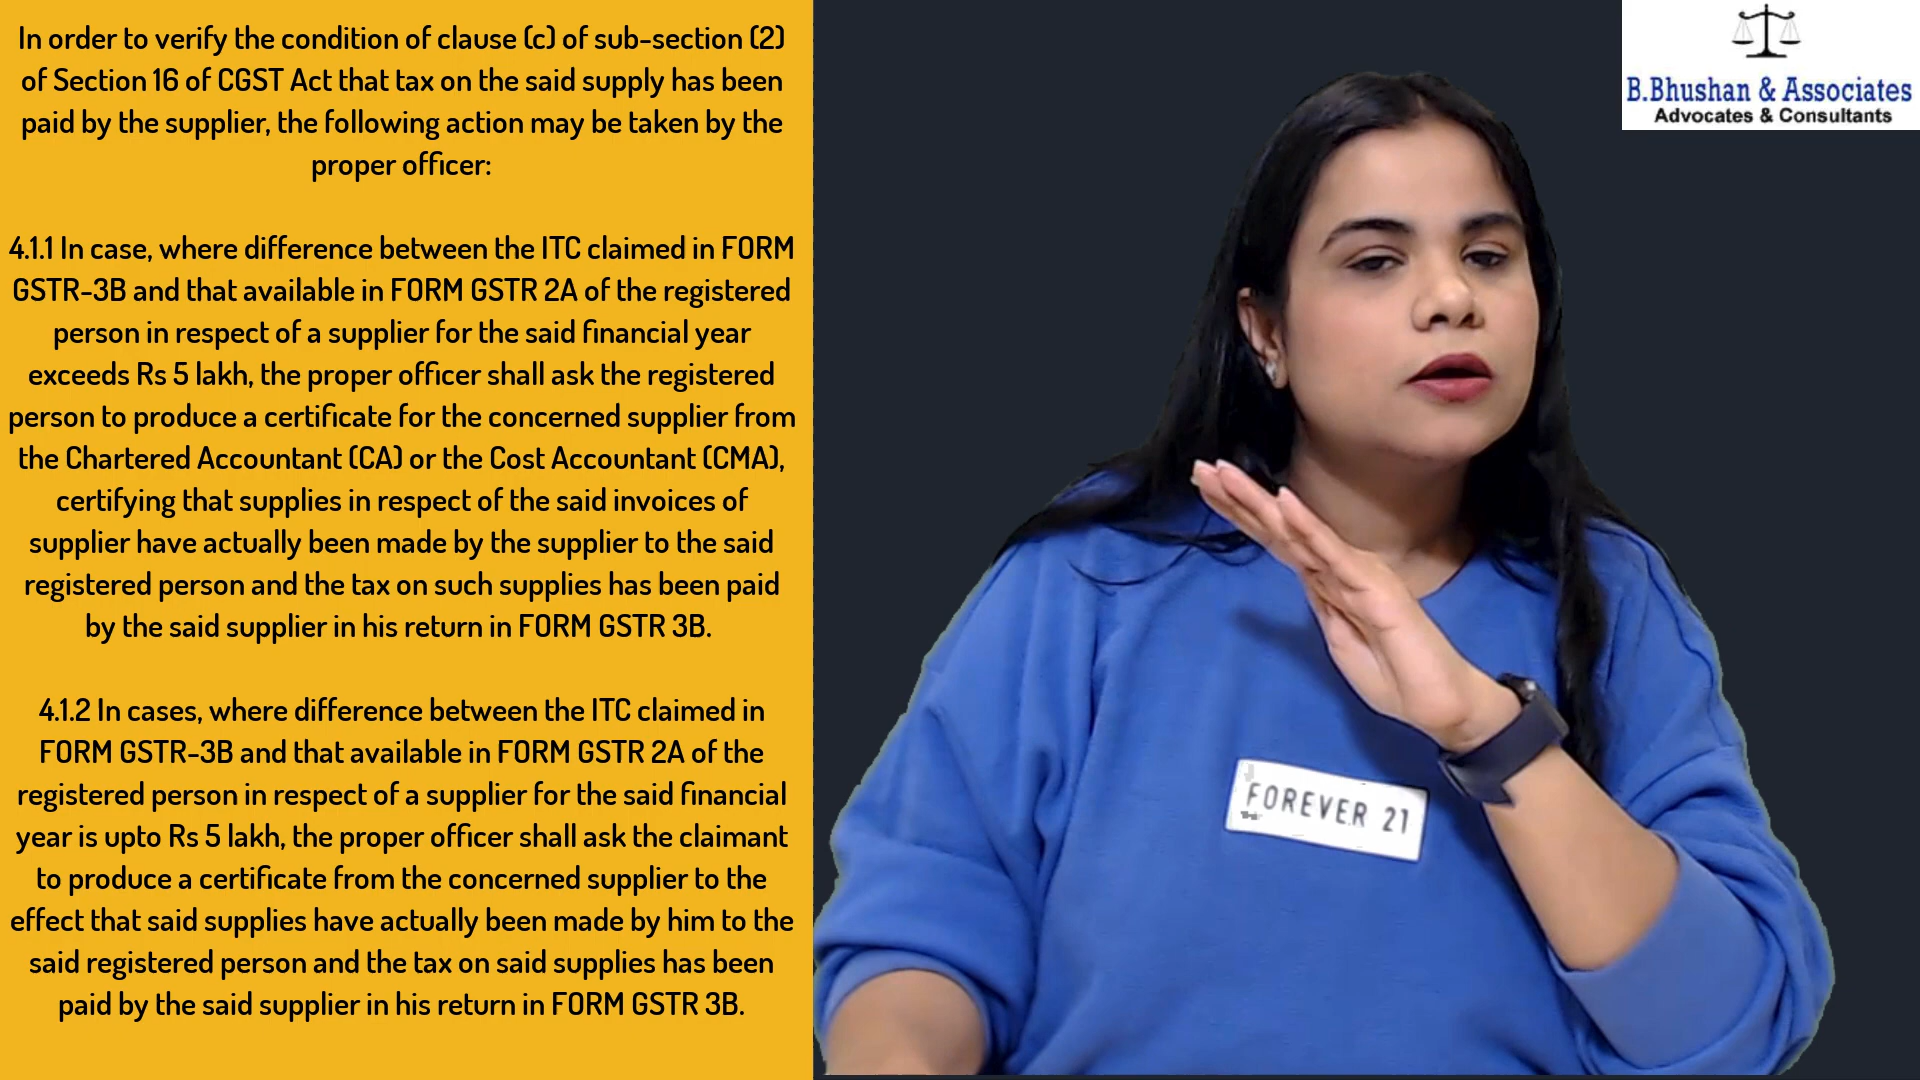 In order to verify the condition of clause (c) of sub-section (2)
of Section 16 of CGST Act that tax on the said supply has been
paid by the supplier, the following action may be taken by the
proper officer:
4.1.1 In case, where difference between the ITC claimed in FORM
GSTR-3B and that available in FORM GSTR 2A of the registered
person in respect of a supplier for the said financial year
exceeds Rs 5 lakh, the proper officer shall ask the registered
person to produce a certificate for the concerned supplier from
the Chartered Accountant (CA) or the Cost Accountant (CMA),
certifying that supplies in respect of the said invoices of
supplier have actually been made by the supplier to the said
registered person and the tax on such supplies has been paid
by the said supplier in his return in FORM GSTR 3B.
4.1.2 In cases, where difference between the ITC claimed in
FORM GSTR-3B and that available in FORM GSTR 2A of the
registered person in respect of a supplier for the said financial
year is upto Rs 5 lakh, the proper officer shall ask the claimant
to produce a certificate from the concerned supplier to the
effect that said supplies have actually been made by him to the
said registered person and the tax on said supplies has been
paid by the said supplier in his return in FORM GSTR 3B.
B.Bhushan & Associates
Advocates & Consultants
FOREVER 21